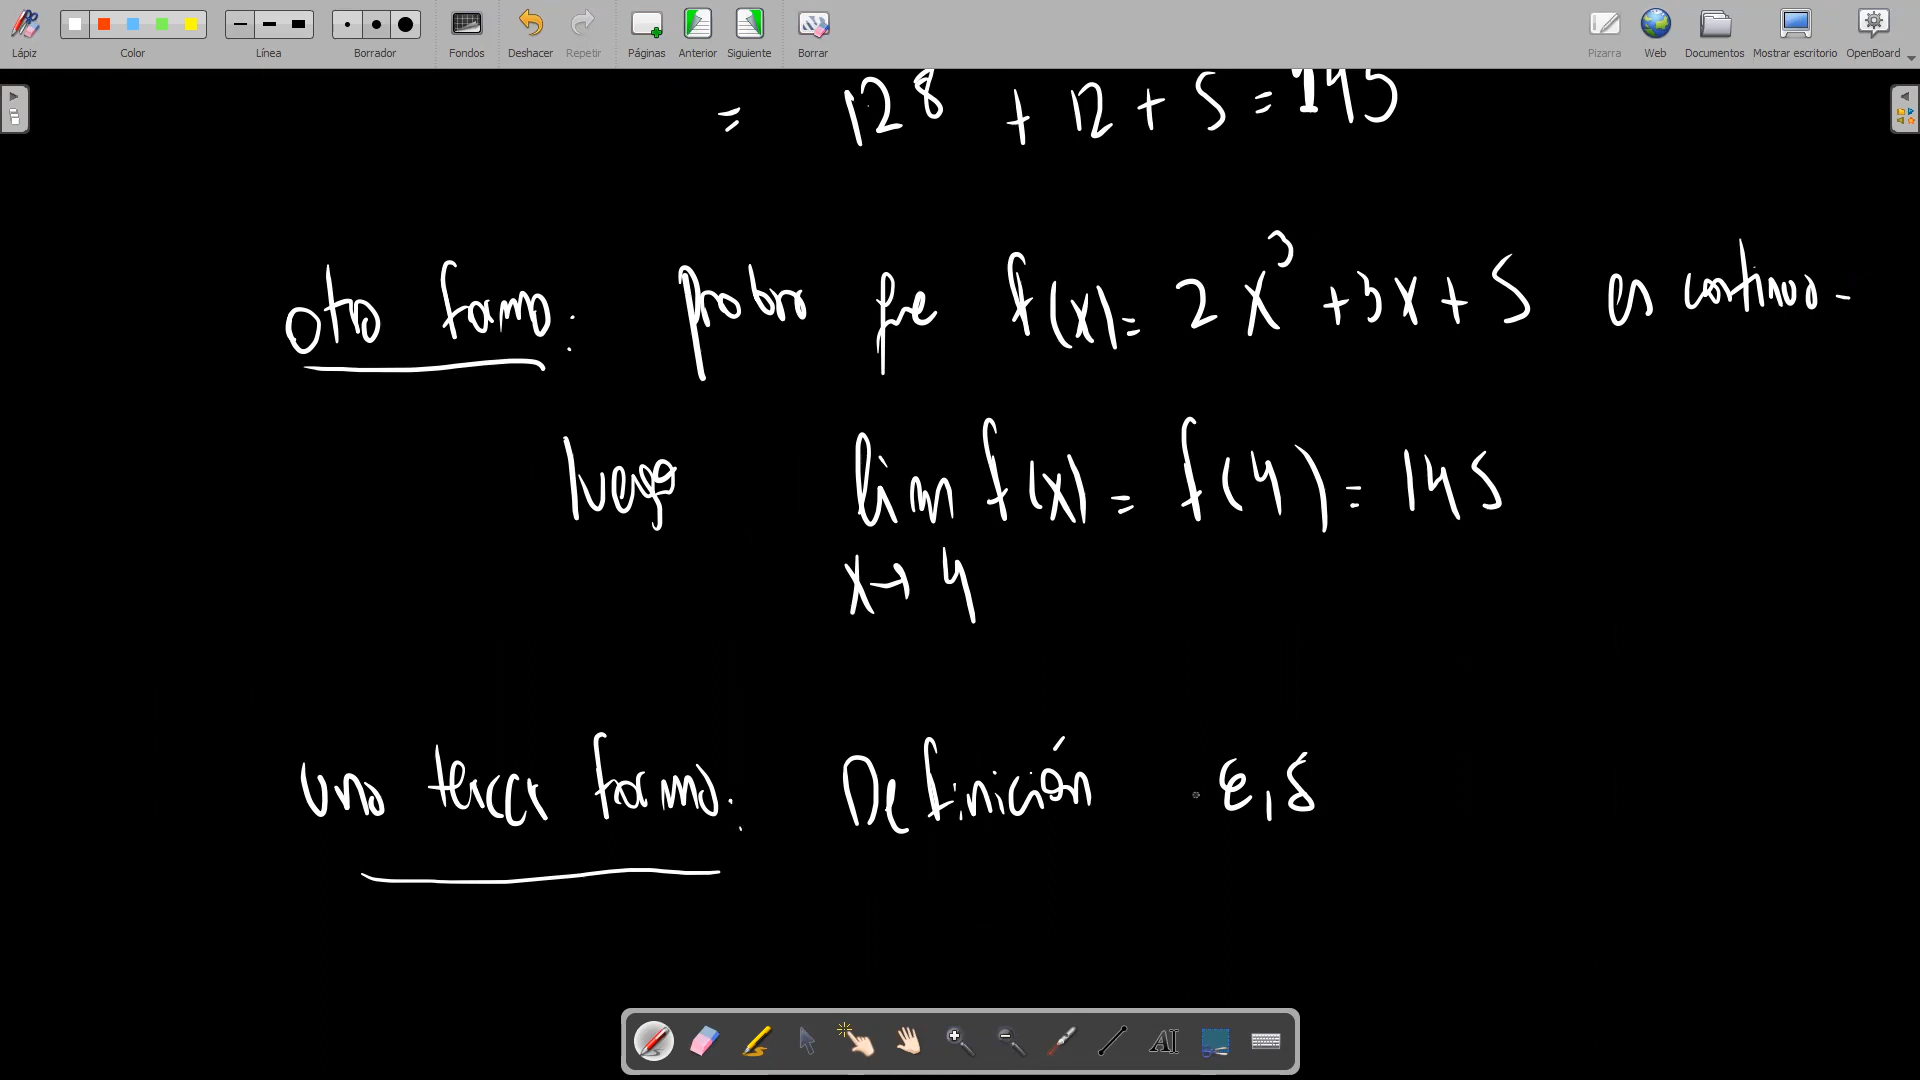 Lápiz Color Línea Borrador Fondos Deshacer Repetir Páginas Anterior Siguiente Borrar Pizarra Web Documentos Mostrar escritorio OpenBoard
= 128 + 12 + 5 = 145
otra forma: probar que f(x) = 2x³ + 3x + 5 es continua.
luego lim f(x) = f(4) = 145
x → 4
una tercer forma: Definición ε, δ
AI